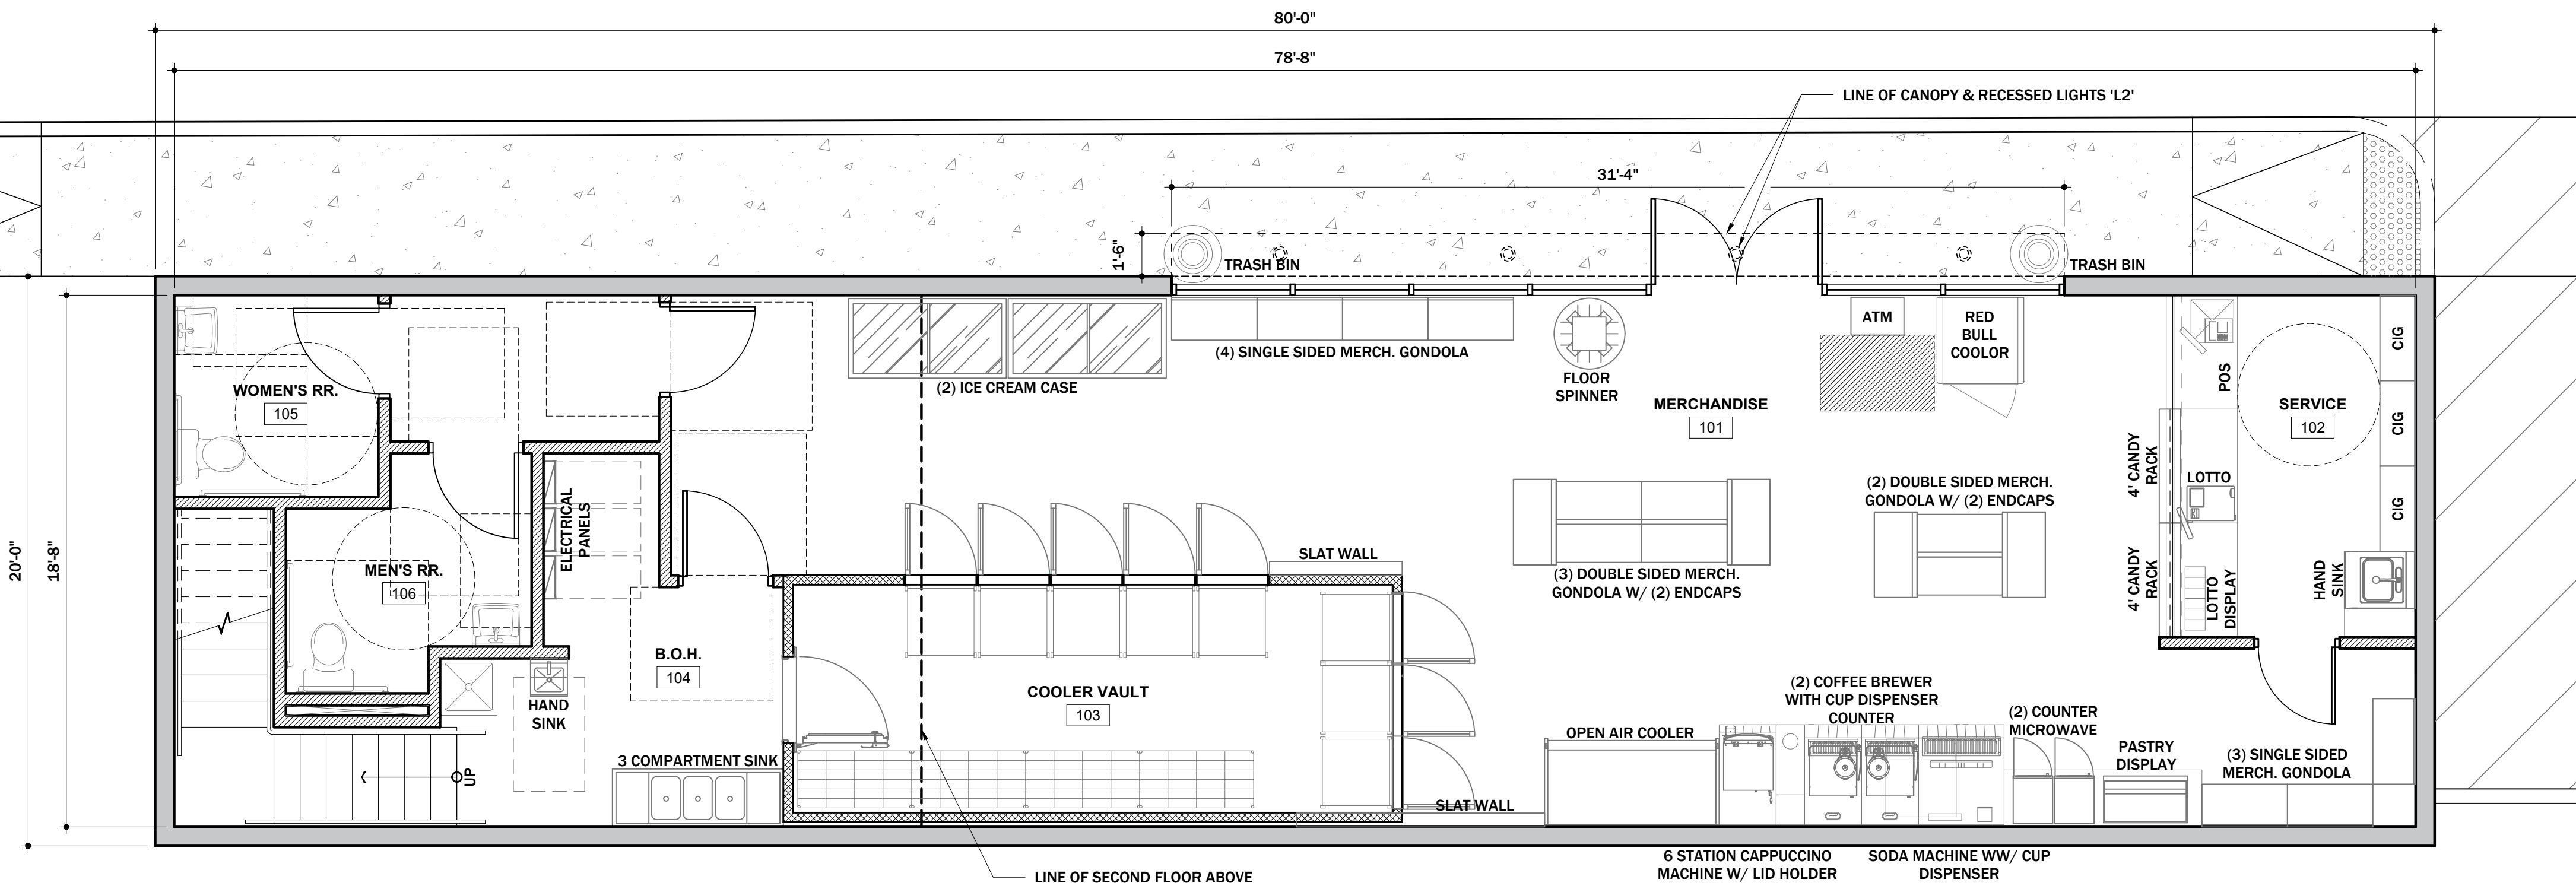 80'-0"
78'-8"
LINE OF CANOPY & RECESSED LIGHTS 'L2'
31'-4"
1'-6"
TRASH BIN
TRASH BIN
20'-0"
18'-8"
WOMEN'S RR.
105
(2) ICE CREAM CASE
(4) SINGLE SIDED MERCH. GONDOLA
FLOOR
SPINNER
MERCHANDISE
101
ATM
RED
BULL
COOLOR
POS
SERVICE
102
CIG
CIG
CIG
4' CANDY
RACK
4' CANDY
RACK
LOTTO
LOTTO
DISPLAY
HAND
SINK
(2) DOUBLE SIDED MERCH.
GONDOLA W/ (2) ENDCAPS
(3) DOUBLE SIDED MERCH.
GONDOLA W/ (2) ENDCAPS
SLAT WALL
ELECTRICAL
PANELS
MEN'S RR.
106
B.O.H.
104
HAND
SINK
UP
3 COMPARTMENT SINK
COOLER VAULT
103
SLAT WALL
OPEN AIR COOLER
(2) COFFEE BREWER
WITH CUP DISPENSER
COUNTER
(2) COUNTER
MICROWAVE
PASTRY
DISPLAY
(3) SINGLE SIDED
MERCH. GONDOLA
6 STATION CAPPUCCINO
MACHINE W/ LID HOLDER
SODA MACHINE WW/ CUP
DISPENSER
LINE OF SECOND FLOOR ABOVE